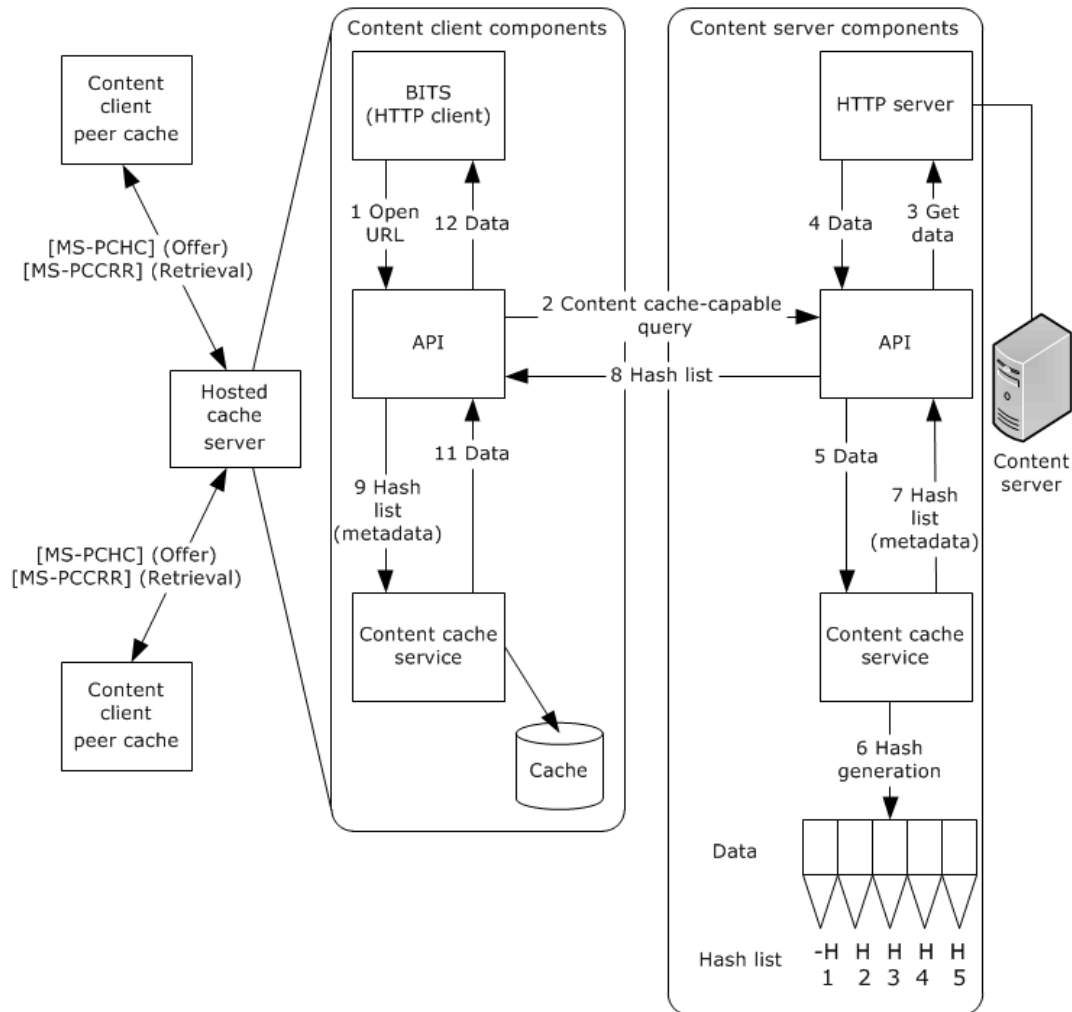 Content client components
Content server components
Content
client
peer cache
BITS
(HTTP client)
HTTP server
1 Open
URL
12 Data
4 Data
3 Get
data
[MS-PCHC] (Offer)
[MS-PCCRR] (Retrieval)
API
2 Content cache-capable
query
API
8 Hash list
Hosted
cache
server
Content
server
11 Data
5 Data
9 Hash
list
(metadata)
7 Hash
list
(metadata)
[MS-PCHC] (Offer)
[MS-PCCRR] (Retrieval)
Content cache
service
Content cache
service
Content
client
peer cache
Cache
6 Hash
generation
Data
Hash list
-H H H H H
1 2 3 4 5